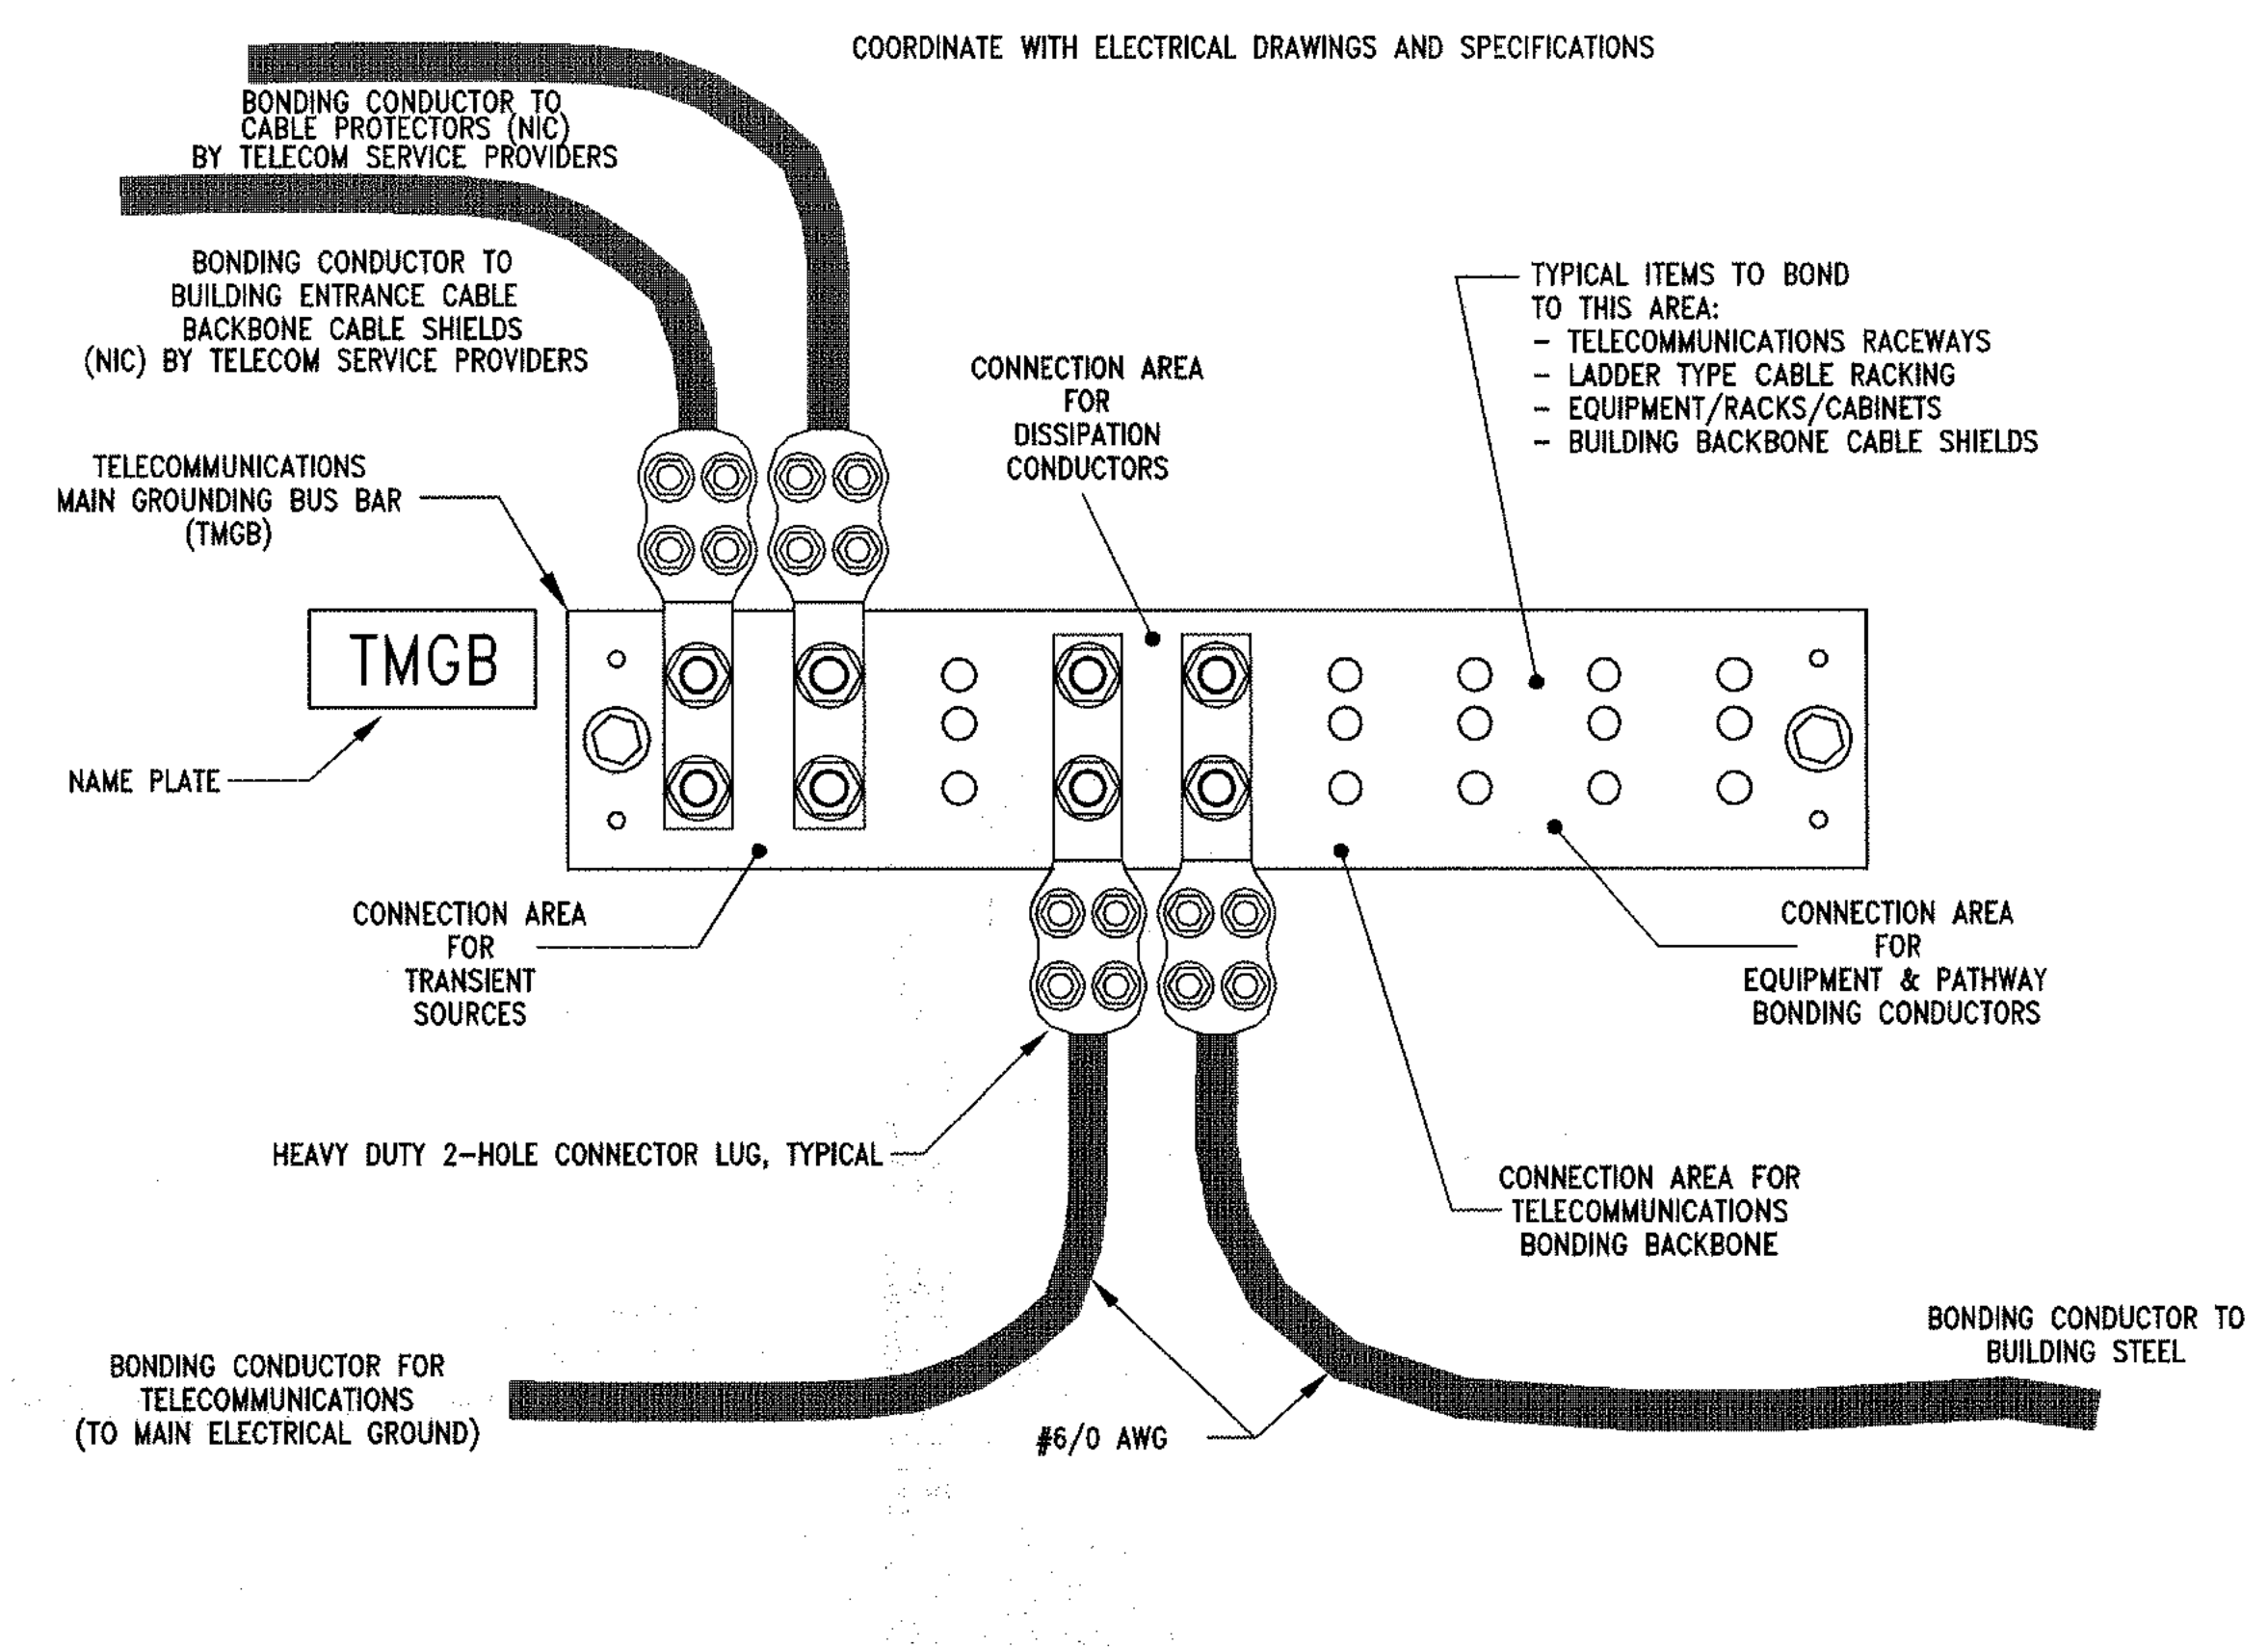 COORDINATE WITH ELECTRICAL DRAWINGS AND SPECIFICATIONS
BONDING CONDUCTOR TO
CABLE PROTECTORS (NIC)
BY TELECOM SERVICE PROVIDERS
BONDING CONDUCTOR TO
BUILDING ENTRANCE CABLE
BACKBONE CABLE SHIELDS
(NIC) BY TELECOM SERVICE PROVIDERS
TYPICAL ITEMS TO BOND
TO THIS AREA:
- TELECOMMUNICATIONS RACEWAYS
- LADDER TYPE CABLE RACKING
- EQUIPMENT/RACKS/CABINETS
- BUILDING BACKBONE CABLE SHIELDS
CONNECTION AREA
FOR
DISSIPATION
CONDUCTORS
TELECOMMUNICATIONS
MAIN GROUNDING BUS BAR
(TMGB)
TMGB
NAME PLATE
CONNECTION AREA
FOR
TRANSIENT
SOURCES
CONNECTION AREA
FOR
EQUIPMENT & PATHWAY
BONDING CONDUCTORS
HEAVY DUTY 2-HOLE CONNECTOR LUG, TYPICAL
CONNECTION AREA FOR
TELECOMMUNICATIONS
BONDING BACKBONE
BONDING CONDUCTOR TO
BUILDING STEEL
BONDING CONDUCTOR FOR
TELECOMMUNICATIONS
(TO MAIN ELECTRICAL GROUND)
#6/0 AWG